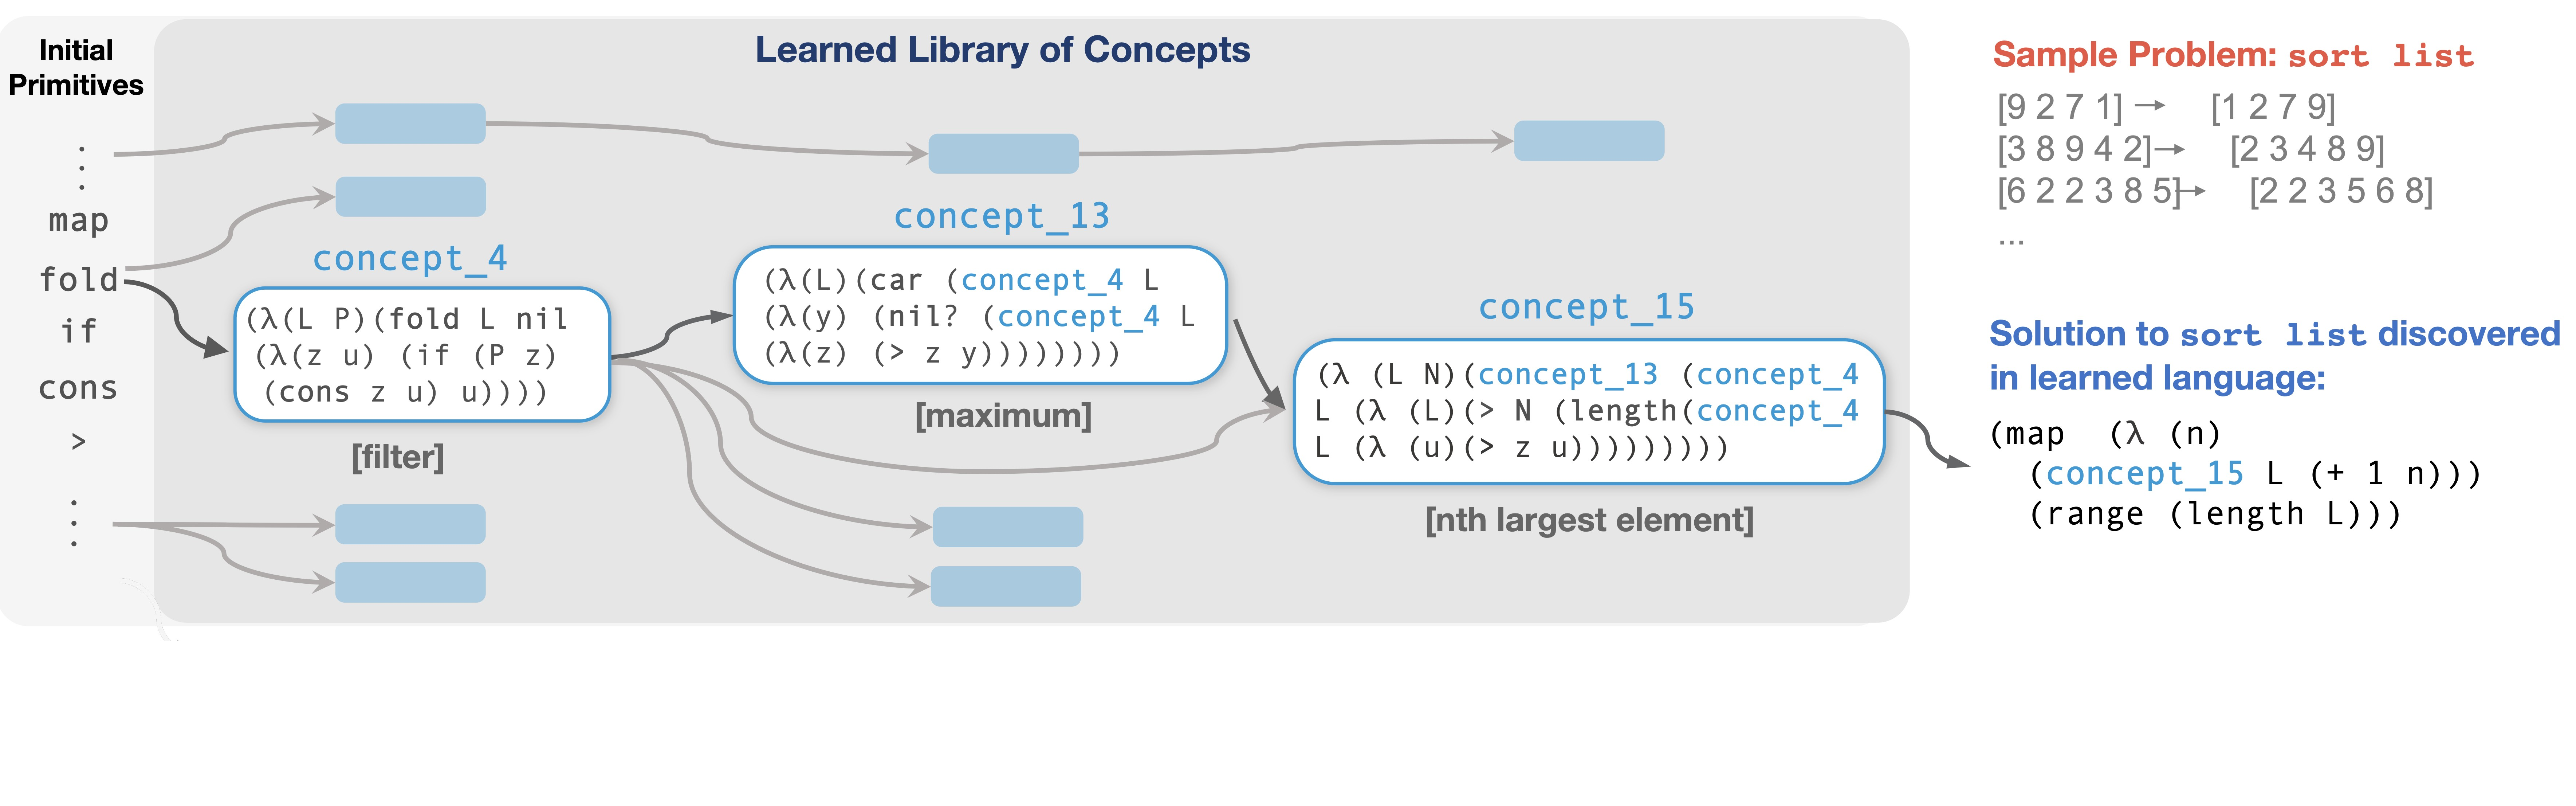 Initial
Primitives
⋮
map
fold
if
cons
>
⋮
Learned Library of Concepts
concept_4
(λ(L P)(fold L nil
(λ(z u) (if (P z)
(cons z u) u))))
[filter]
concept_13
(λ(L)(car (concept_4 L
(λ(y) (nil? (concept_4 L
(λ(z) (> z y))))))))
[maximum]
concept_15
(λ (L N)(concept_13 (concept_4
L (λ (L)(> N (length(concept_4
L (λ (u)(> z u)))))))))
[nth largest element]
Sample Problem: sort list
[9 2 7 1] → [1 2 7 9]
[3 8 9 4 2]→ [2 3 4 8 9]
[6 2 2 3 8 5]→ [2 2 3 5 6 8]
...
Solution to sort list discovered
in learned language:
(map (λ (n)
(concept_15 L (+ 1 n)))
(range (length L)))